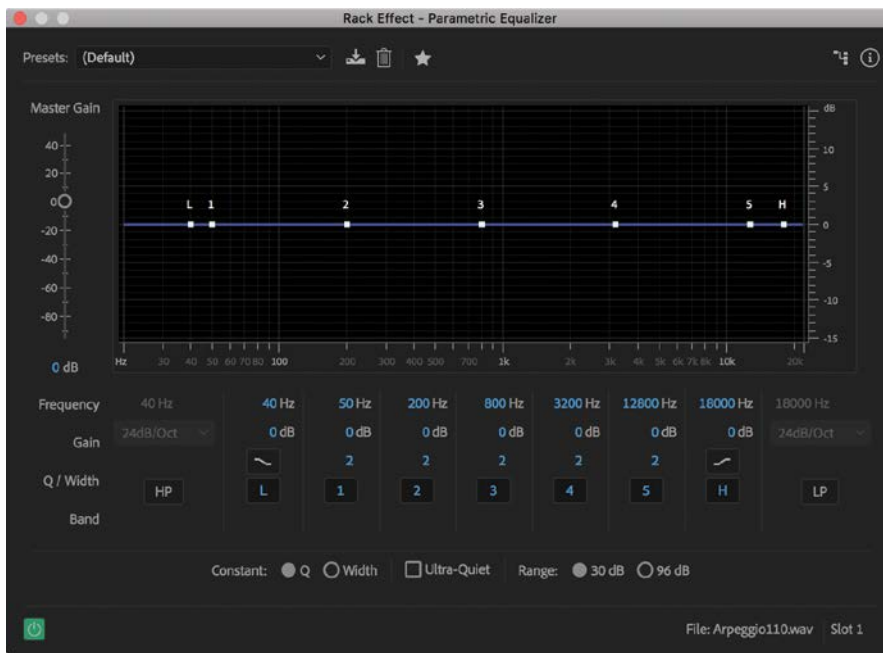 Rack Effect - Parametric Equalizer
Presets: (Default)
Master Gain
dB
40
20
0
-20
-40
-60
-80
0 dB
L 1 2 3 4 5 H
10
5
0
-5
-10
-15
Hz 30 40 50 60 70 80 100 200 300 400 500 700 1k 2k 3k 4k 5k 6k 7k 8k 10k 20k
Frequency 40 Hz 40 Hz 50 Hz 200 Hz 800 Hz 3200 Hz 12800 Hz 18000 Hz 18000 Hz
Gain 24dB/Oct 0 dB 0 dB 0 dB 0 dB 0 dB 0 dB 0 dB 24dB/Oct
Q / Width 2 2 2 2 2
Band HP L 1 2 3 4 5 H LP
Constant: Q Width Ultra-Quiet Range: 30 dB 96 dB
File: Arpeggio110.wav Slot 1